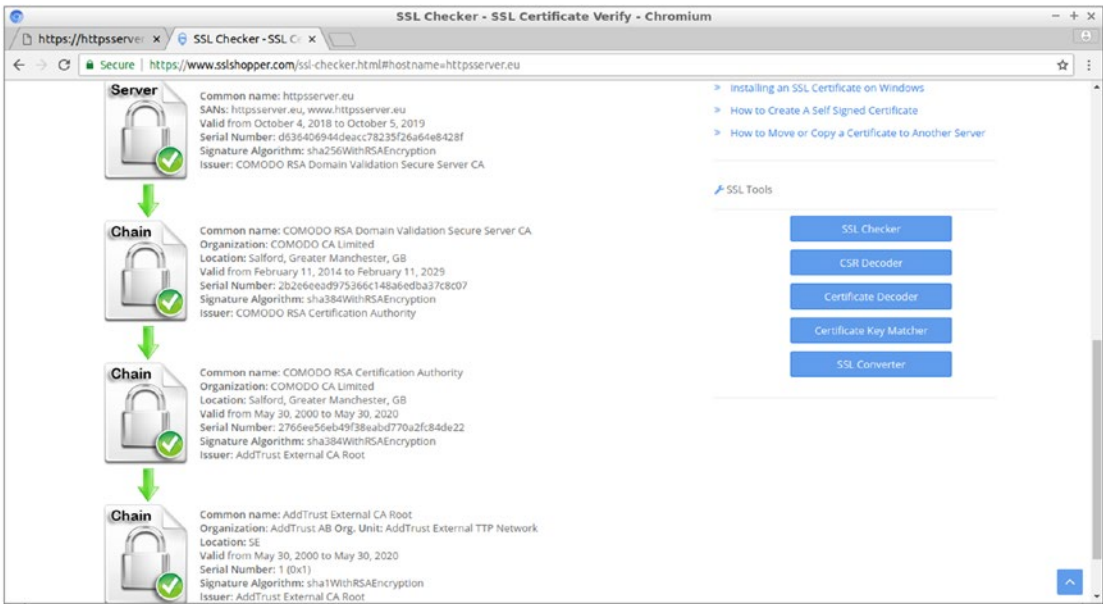 SSL Checker - SSL Certificate Verify - Chromium
https://httpsserver
SSL Checker - SSL C
Secure | https://www.sslshopper.com/ssl-checker.html#hostname=httpsserver.eu
Server
Common name: httpsserver.eu
SANs: httpsserver.eu, www.httpsserver.eu
Valid from October 4, 2018 to October 5, 2019
Serial Number: d636406944deacc78235f26a64e8428f
Signature Algorithm: sha256WithRSAEncryption
Issuer: COMODO RSA Domain Validation Secure Server CA
Chain
Common name: COMODO RSA Domain Validation Secure Server CA
Organization: COMODO CA Limited
Location: Salford, Greater Manchester, GB
Valid from February 11, 2014 to February 11, 2029
Serial Number: 2b2e6eead975366c148a6edba37c8c07
Signature Algorithm: sha384WithRSAEncryption
Issuer: COMODO RSA Certification Authority
Chain
Common name: COMODO RSA Certification Authority
Organization: COMODO CA Limited
Location: Salford, Greater Manchester, GB
Valid from May 30, 2000 to May 30, 2020
Serial Number: 2766ee56eb49f38eabd770a2fc84de22
Signature Algorithm: sha384WithRSAEncryption
Issuer: AddTrust External CA Root
Chain
Common name: AddTrust External CA Root
Organization: AddTrust AB Org. Unit: AddTrust External TTP Network
Location: SE
Valid from May 30, 2000 to May 30, 2020
Serial Number: 1 (0x1)
Signature Algorithm: sha1WithRSAEncryption
Issuer: AddTrust External CA Root
Installing an SSL Certificate on Windows
How to Create A Self Signed Certificate
How to Move or Copy a Certificate to Another Server
SSL Tools
SSL Checker
CSR Decoder
Certificate Decoder
Certificate Key Matcher
SSL Converter